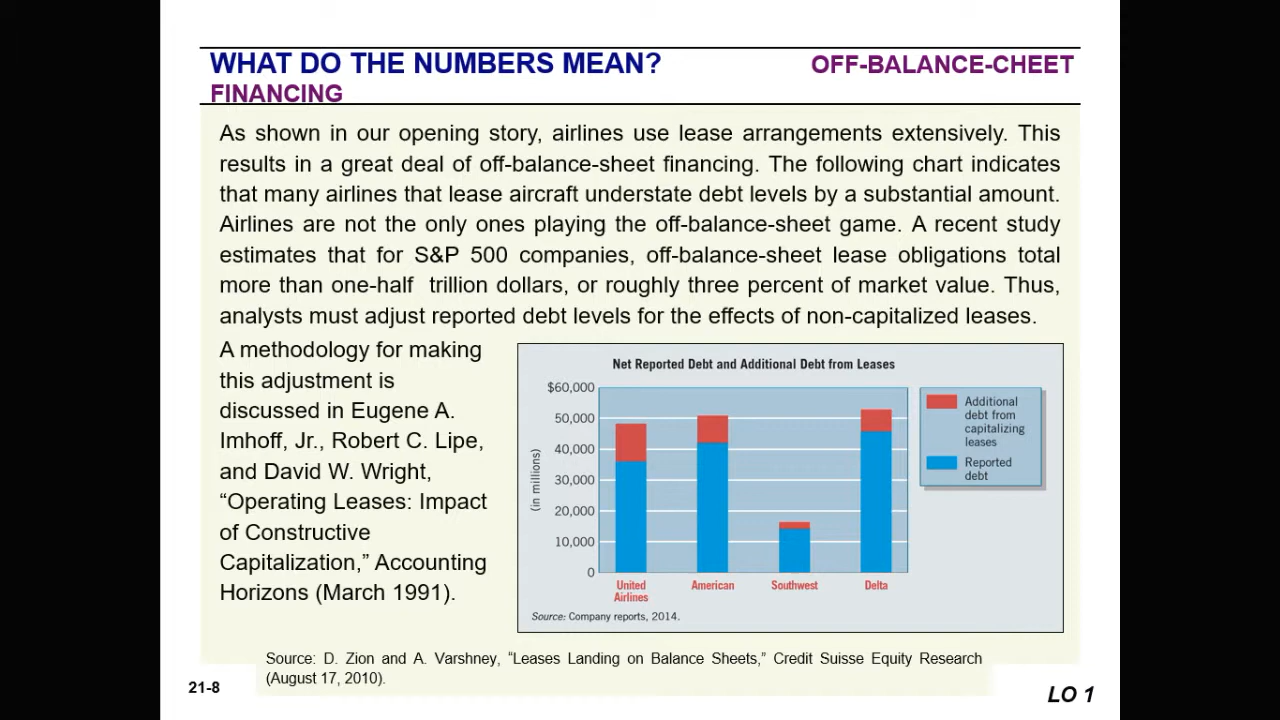 WHAT DO THE NUMBERS MEAN? OFF-BALANCE-CHEET
FINANCING
As shown in our opening story, airlines use lease arrangements extensively. This
results in a great deal of off-balance-sheet financing. The following chart indicates
that many airlines that lease aircraft understate debt levels by a substantial amount.
Airlines are not the only ones playing the off-balance-sheet game. A recent study
estimates that for S&P 500 companies, off-balance-sheet lease obligations total
more than one-half trillion dollars, or roughly three percent of market value. Thus,
analysts must adjust reported debt levels for the effects of non-capitalized leases.
A methodology for making
this adjustment is
discussed in Eugene A.
Imhoff, Jr., Robert C. Lipe,
and David W. Wright,
“Operating Leases: Impact
of Constructive
Capitalization,” Accounting
Horizons (March 1991).
Net Reported Debt and Additional Debt from Leases
(in millions)
$60,000
50,000
40,000
30,000
20,000
10,000
0
United
Airlines
American
Southwest
Delta
Additional
debt from
capitalizing
leases
Reported
debt
Source: Company reports, 2014.
Source: D. Zion and A. Varshney, “Leases Landing on Balance Sheets,” Credit Suisse Equity Research
(August 17, 2010).
21-8
LO 1